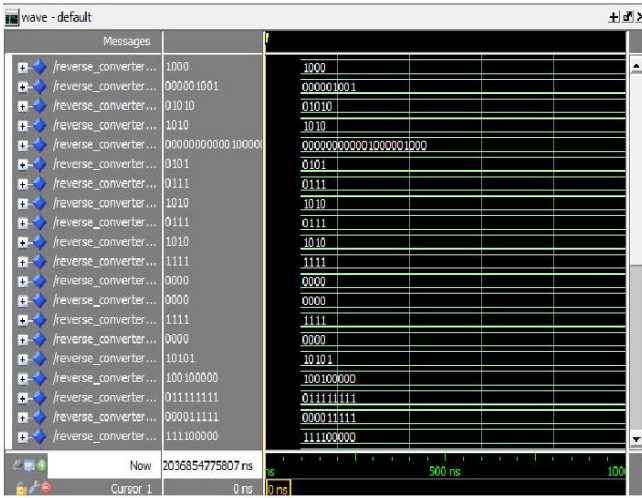 wave - default
Messages
/reverse_converter... 1000 1000
/reverse_converter... 000001001 000001001
/reverse_converter... 01010 01010
/reverse_converter... 1010 1010
/reverse_converter... 00000000000100000 000000000001000001000
/reverse_converter... 0101 0101
/reverse_converter... 0111 0111
/reverse_converter... 1010 1010
/reverse_converter... 0111 0111
/reverse_converter... 1010 1010
/reverse_converter... 1111 1111
/reverse_converter... 0000 0000
/reverse_converter... 0000 0000
/reverse_converter... 1111 1111
/reverse_converter... 0000 0000
/reverse_converter... 10101 10101
/reverse_converter... 100100000 100100000
/reverse_converter... 011111111 011111111
/reverse_converter... 000011111 000011111
/reverse_converter... 111100000 111100000
Now 2036854775807 ns ns 500 ns 100
Cursor 1 0 ns 0 ns